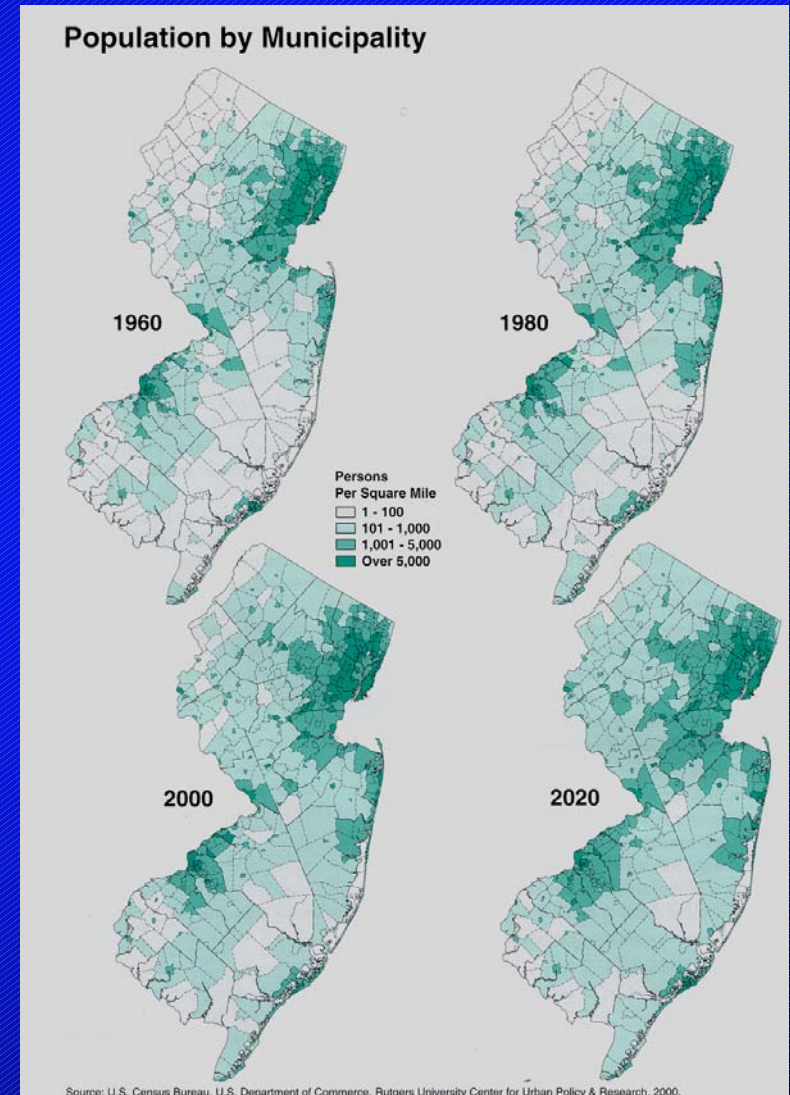 Population by Municipality
1960
1980
Persons
Per Square Mile
1 - 100
101 - 1,000
1,001 - 5,000
Over 5,000
2000
2020
Source: U.S. Census Bureau, U.S. Department of Commerce, Rutgers University Center for Urban Policy & Research, 2000.